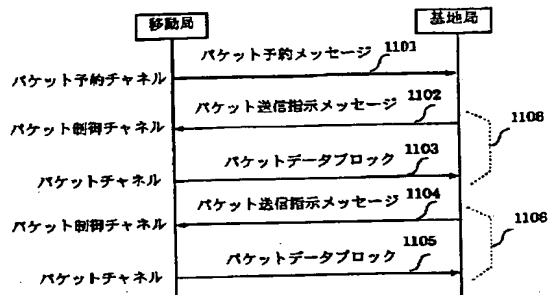 移動局
基地局
パケット予約メッセージ 1101
パケット予約チャネル
パケット送信指示メッセージ 1102
パケット制御チャネル
1108
パケットデータブロック 1103
パケットチャネル
パケット送信指示メッセージ 1104
パケット制御チャネル
1106
パケットデータブロック 1105
パケットチャネル